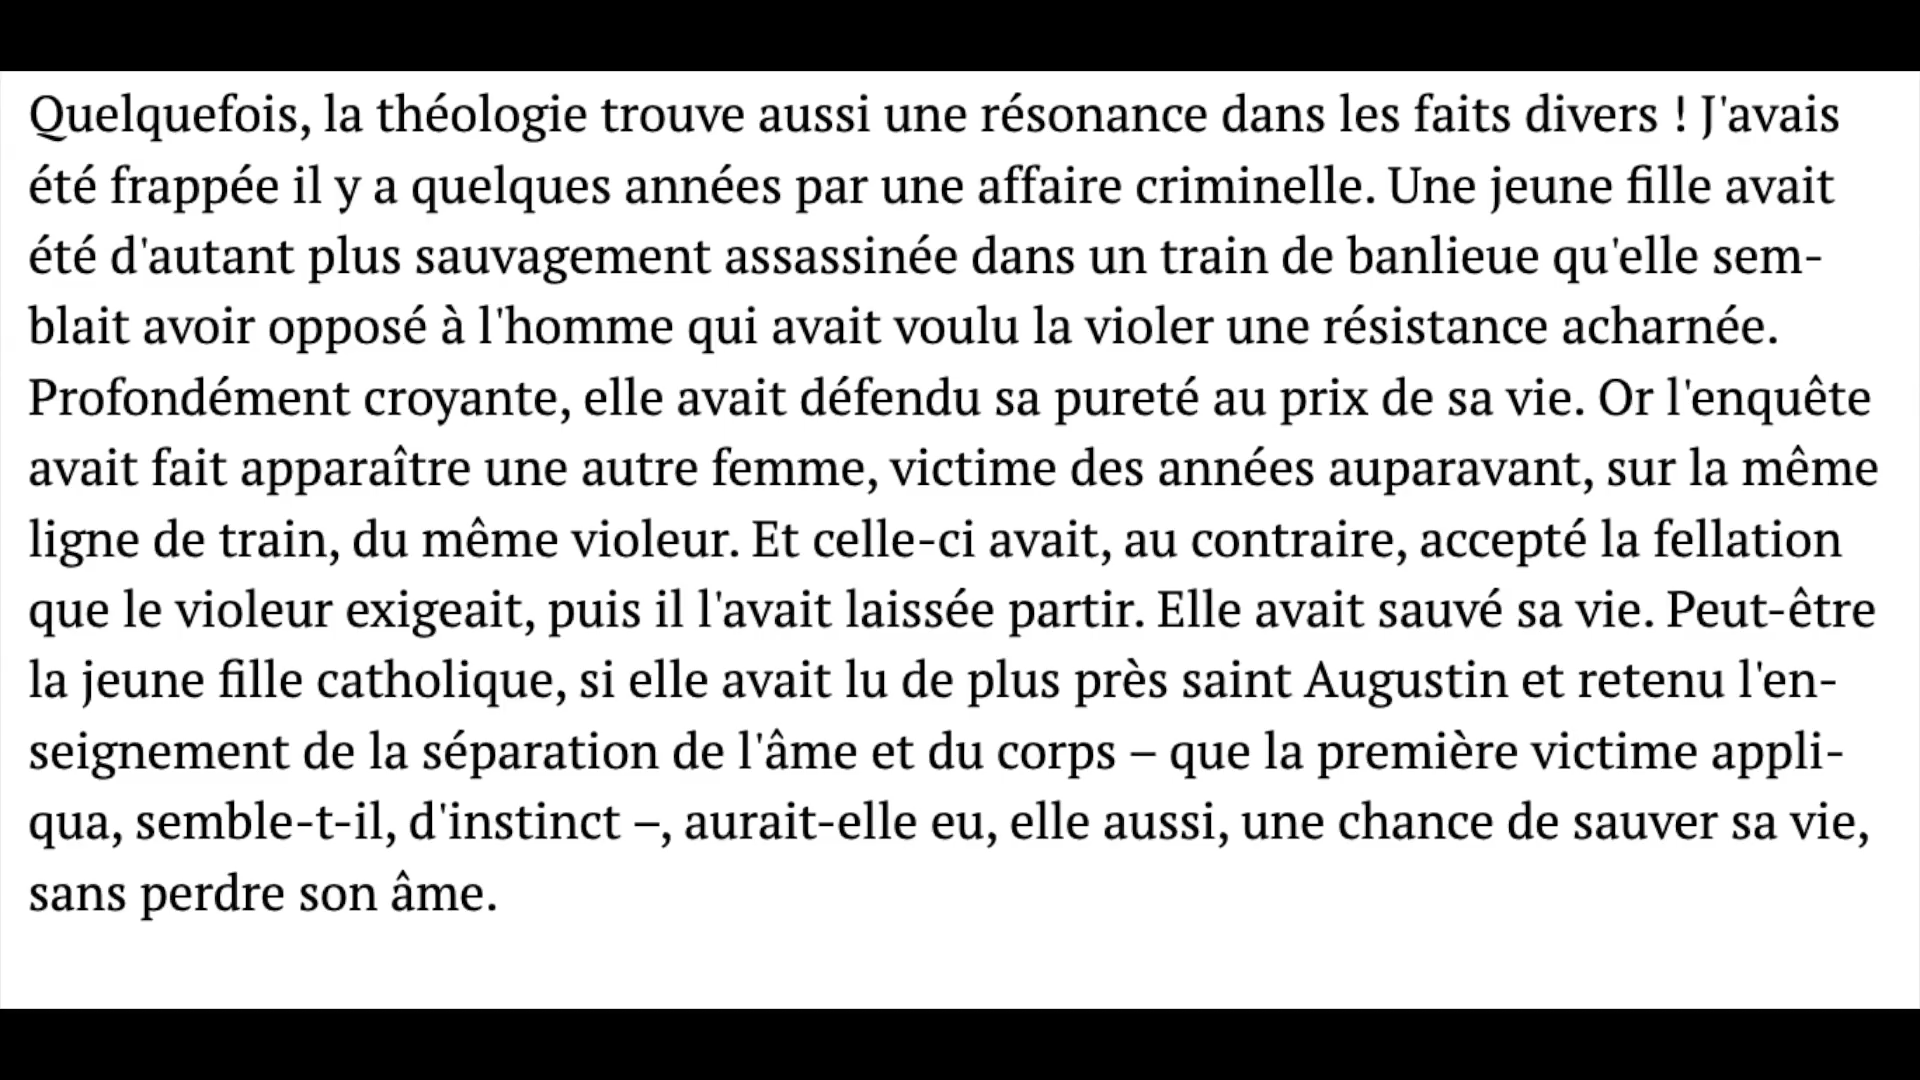 Quelquefois, la théologie trouve aussi une résonance dans les faits divers ! J'avais
été frappée il y a quelques années par une affaire criminelle. Une jeune fille avait
été d'autant plus sauvagement assassinée dans un train de banlieue qu'elle sem-
blait avoir opposé à l'homme qui avait voulu la violer une résistance acharnée.
Profondément croyante, elle avait défendu sa pureté au prix de sa vie. Or l'enquête
avait fait apparaître une autre femme, victime des années auparavant, sur la même
ligne de train, du même violeur. Et celle-ci avait, au contraire, accepté la fellation
que le violeur exigeait, puis il l'avait laissée partir. Elle avait sauvé sa vie. Peut-être
la jeune fille catholique, si elle avait lu de plus près saint Augustin et retenu l'en-
seignement de la séparation de l'âme et du corps – que la première victime appli-
qua, semble-t-il, d'instinct –, aurait-elle eu, elle aussi, une chance de sauver sa vie,
sans perdre son âme.